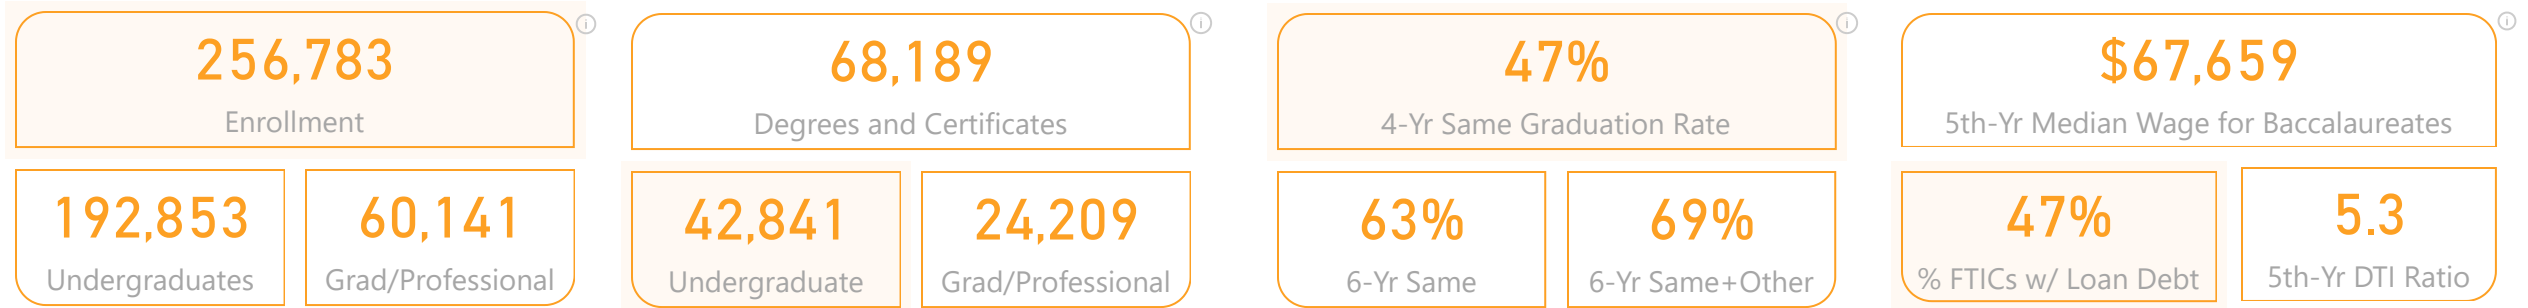 256,783
Enrollment
192,853
Undergraduates
60,141
Grad/Professional
68,189
Degrees and Certificates
42,841
Undergraduate
24,209
Grad/Professional
47%
4-Yr Same Graduation Rate
63%
6-Yr Same
69%
6-Yr Same+Other
$67,659
5th-Yr Median Wage for Baccalaureates
47%
% FTICs w/ Loan Debt
5.3
5th-Yr DTI Ratio